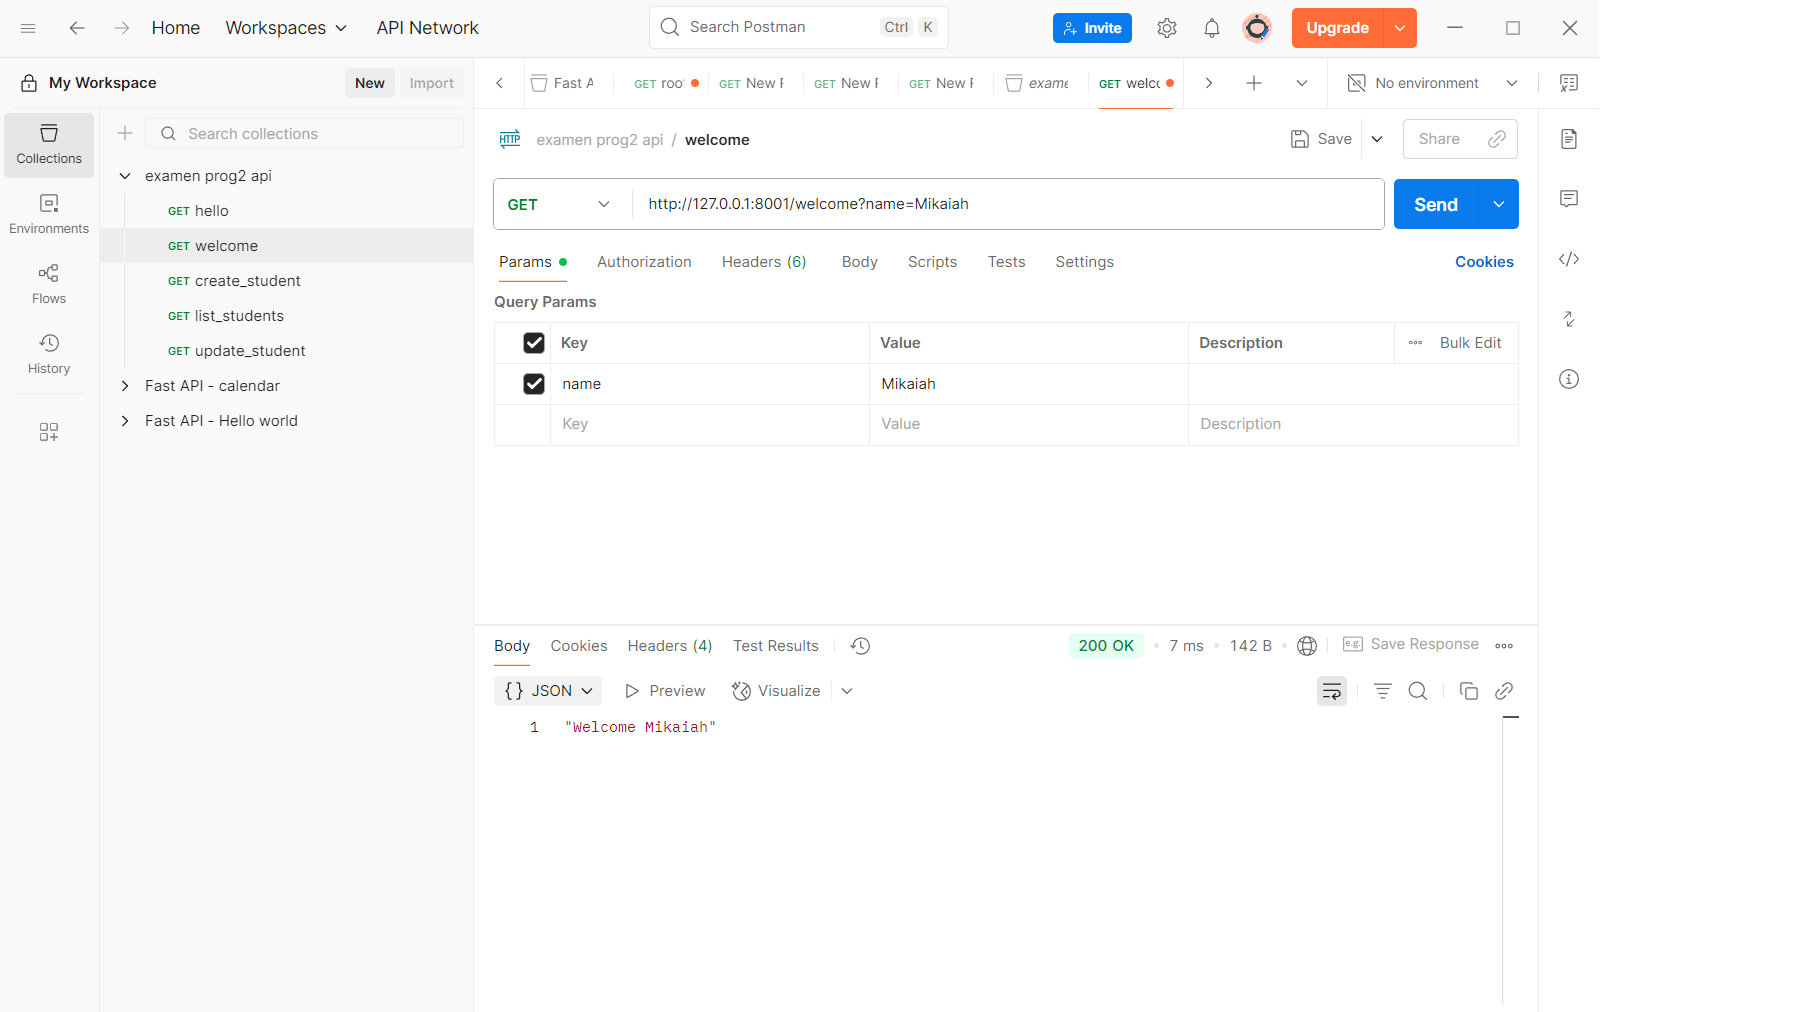 Home Workspaces API Network Search Postman Ctrl K Invite Upgrade
My Workspace New Import
Fast A GET roo GET New F GET New F GET New F exame GET welco No environment
Collections
Environments
Flows
History
Search collections
examen prog2 api
GET hello
GET welcome
GET create_student
GET list_students
GET update_student
Fast API - calendar
Fast API - Hello world
HTTP examen prog2 api / welcome Save Share
GET http://127.0.0.1:8001/welcome?name=Mikaiah Send
Params Authorization Headers (6) Body Scripts Tests Settings Cookies
Query Params
Key Value Description Bulk Edit
name Mikaiah
Key Value Description
Body Cookies Headers (4) Test Results 200 OK • 7 ms • 142 B • e.g. Save Response
{} JSON Preview Visualize
1 "Welcome Mikaiah"